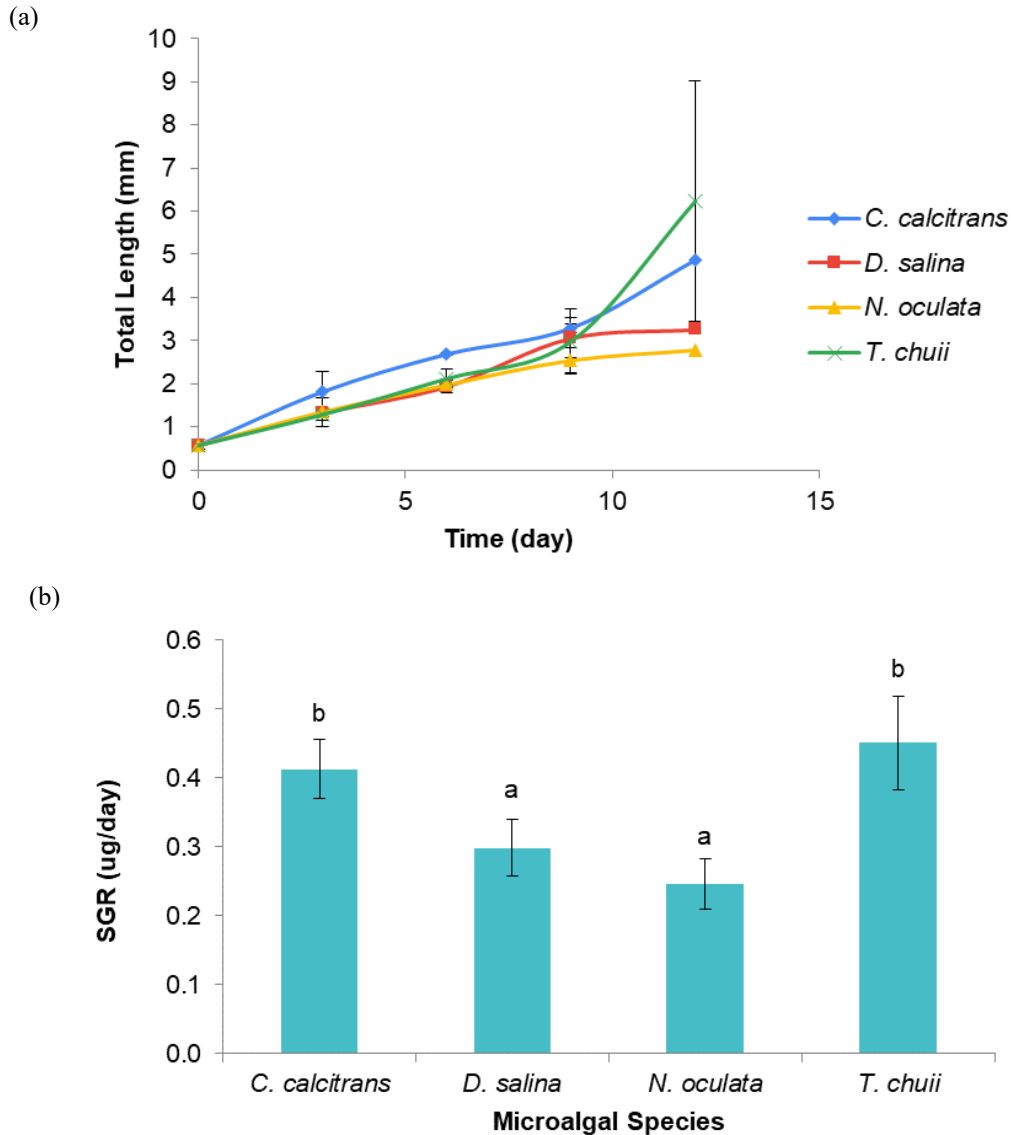 (a)
10
9
8
7
6
5
4
3
2
1
0
Total Length (mm)
0 5 10 15
Time (day)
C. calcitrans
D. salina
N. oculata
T. chuii
(b)
0.6
0.5
0.4
0.3
0.2
0.1
0.0
SGR (ug/day)
b
a
a
b
C. calcitrans D. salina N. oculata T. chuii
Microalgal Species